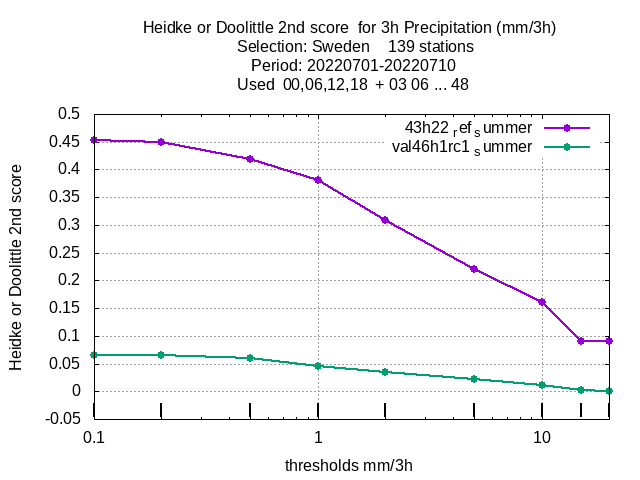 Heidke or Doolittle 2nd score  for 3h Precipitation (mm/3h)
Selection: Sweden    139 stations
Period: 20220701-20220710
Used  00,06,12,18  + 03 06 ... 48
43h22_ref_summer
val46h1rc1_summer
Heidke or Doolittle 2nd score
0.5
0.45
0.4
0.35
0.3
0.25
0.2
0.15
0.1
0.05
0
-0.05
0.1
1
10
thresholds mm/3h